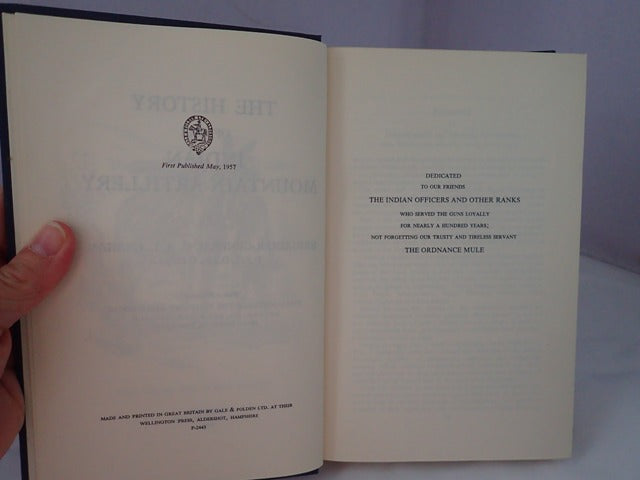 First Published May, 1957
MADE AND PRINTED IN GREAT BRITAIN BY GALE & POLDEN LTD. AT THEIR
WELLINGTON PRESS, ALDERSHOT, HAMPSHIRE
P-2443
DEDICATED
TO OUR FRIENDS
THE INDIAN OFFICERS AND OTHER RANKS
WHO SERVED THE GUNS LOYALLY
FOR NEARLY A HUNDRED YEARS;
NOT FORGETTING OUR TRUSTY AND TIRELESS SERVANT
THE ORDNANCE MULE